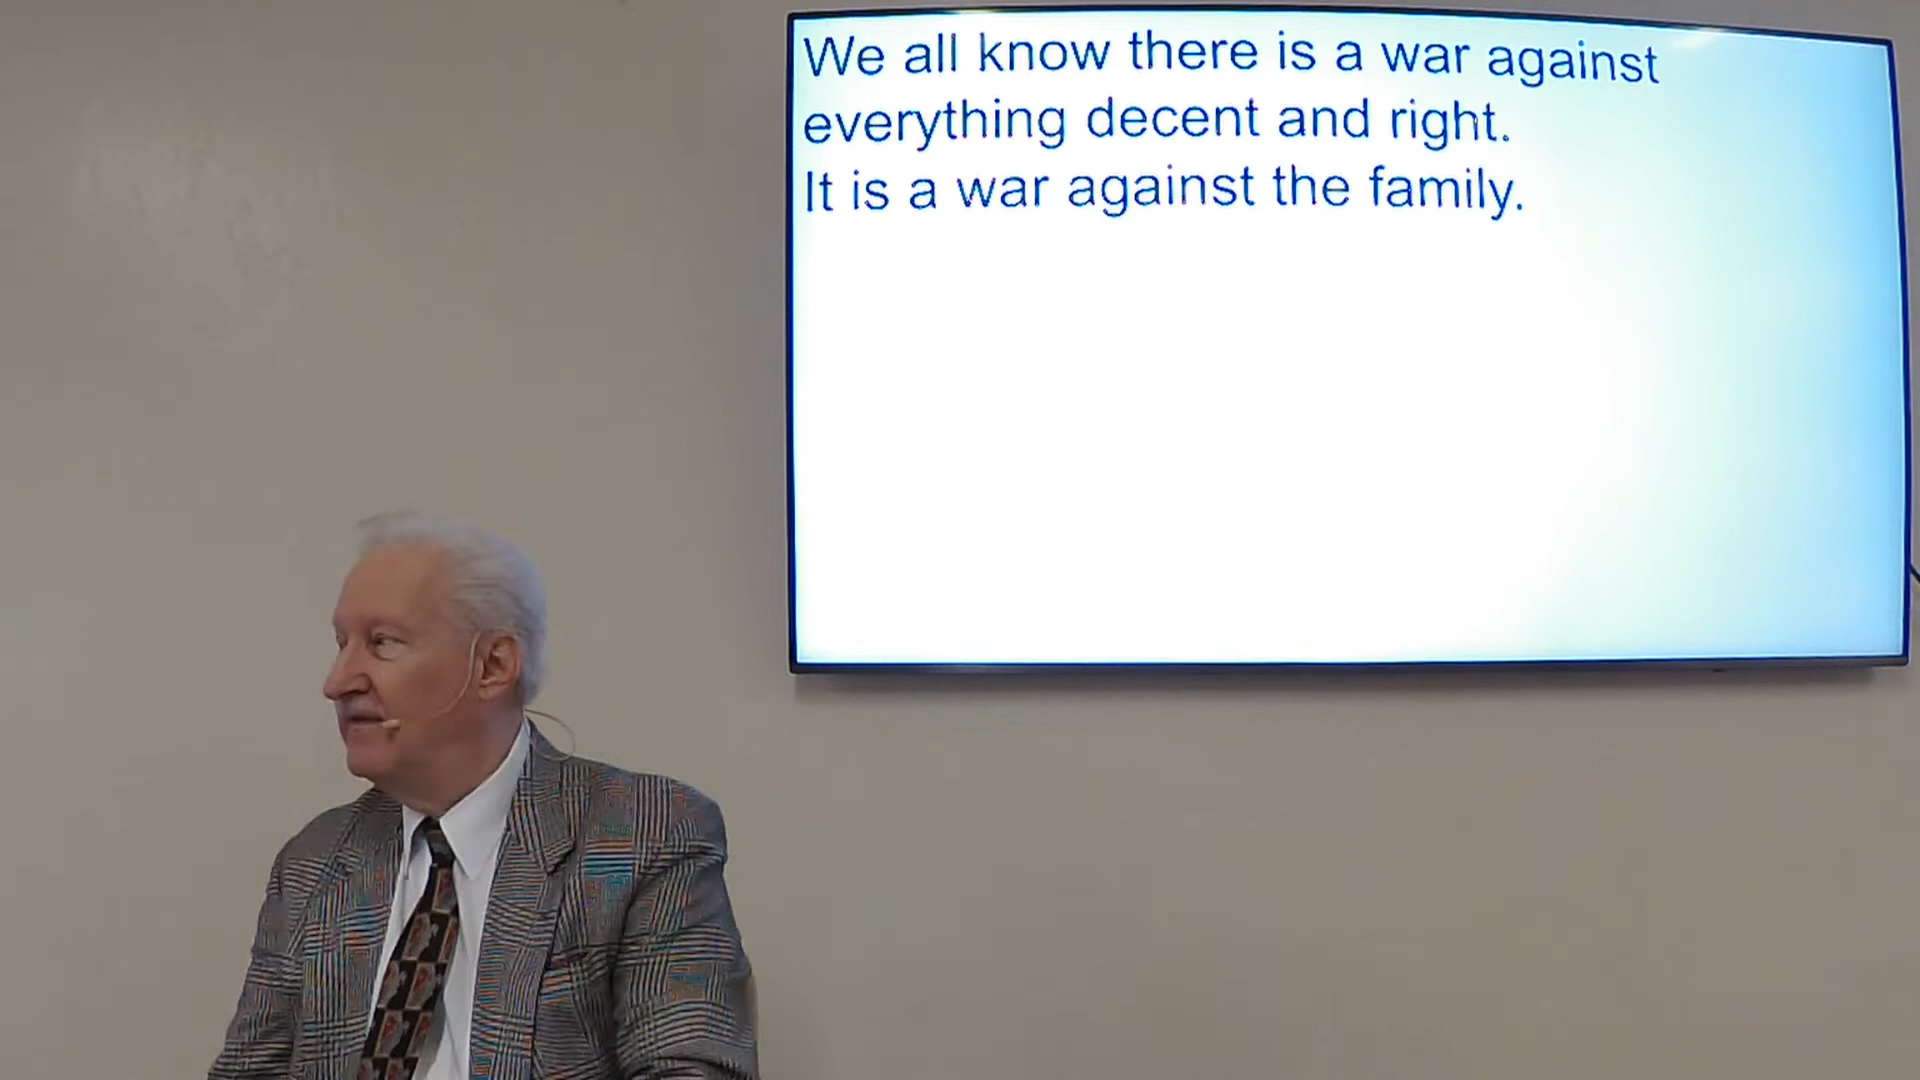 We all know there is a war against
everything decent and right.
It is a war against the family.